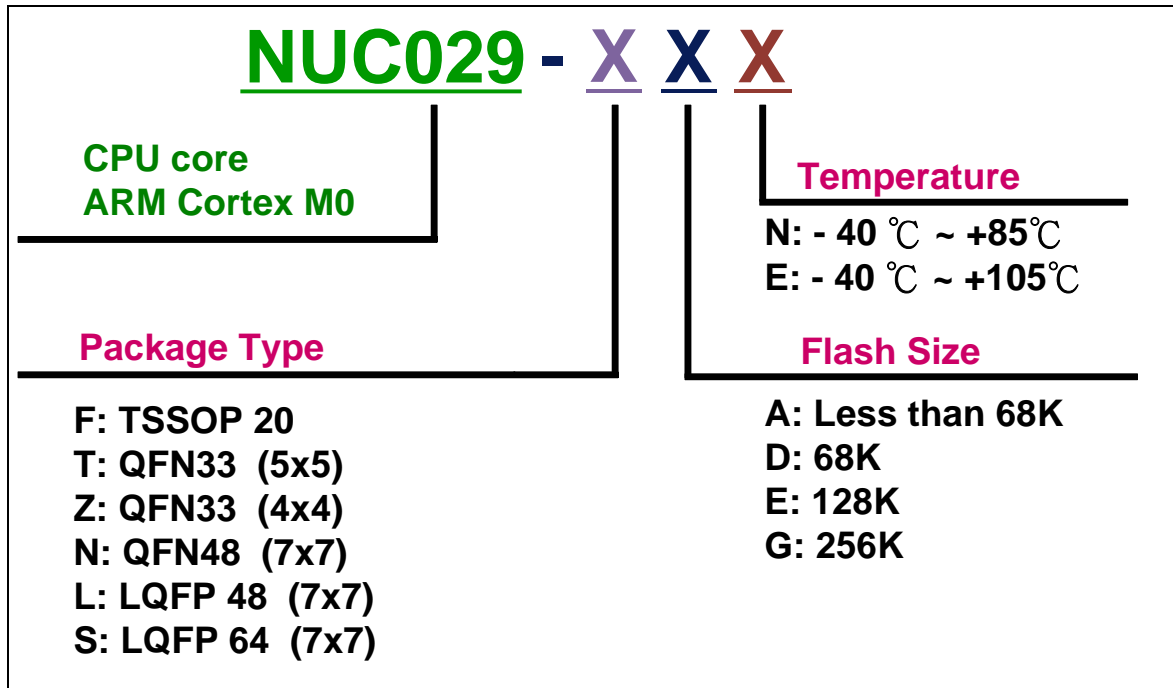 NUC029 - X X X
CPU core
ARM Cortex M0
Temperature
N: - 40 ℃ ~ +85℃
E: - 40 ℃ ~ +105℃
Package Type
F: TSSOP 20
T: QFN33 (5x5)
Z: QFN33 (4x4)
N: QFN48 (7x7)
L: LQFP 48 (7x7)
S: LQFP 64 (7x7)
Flash Size
A: Less than 68K
D: 68K
E: 128K
G: 256K